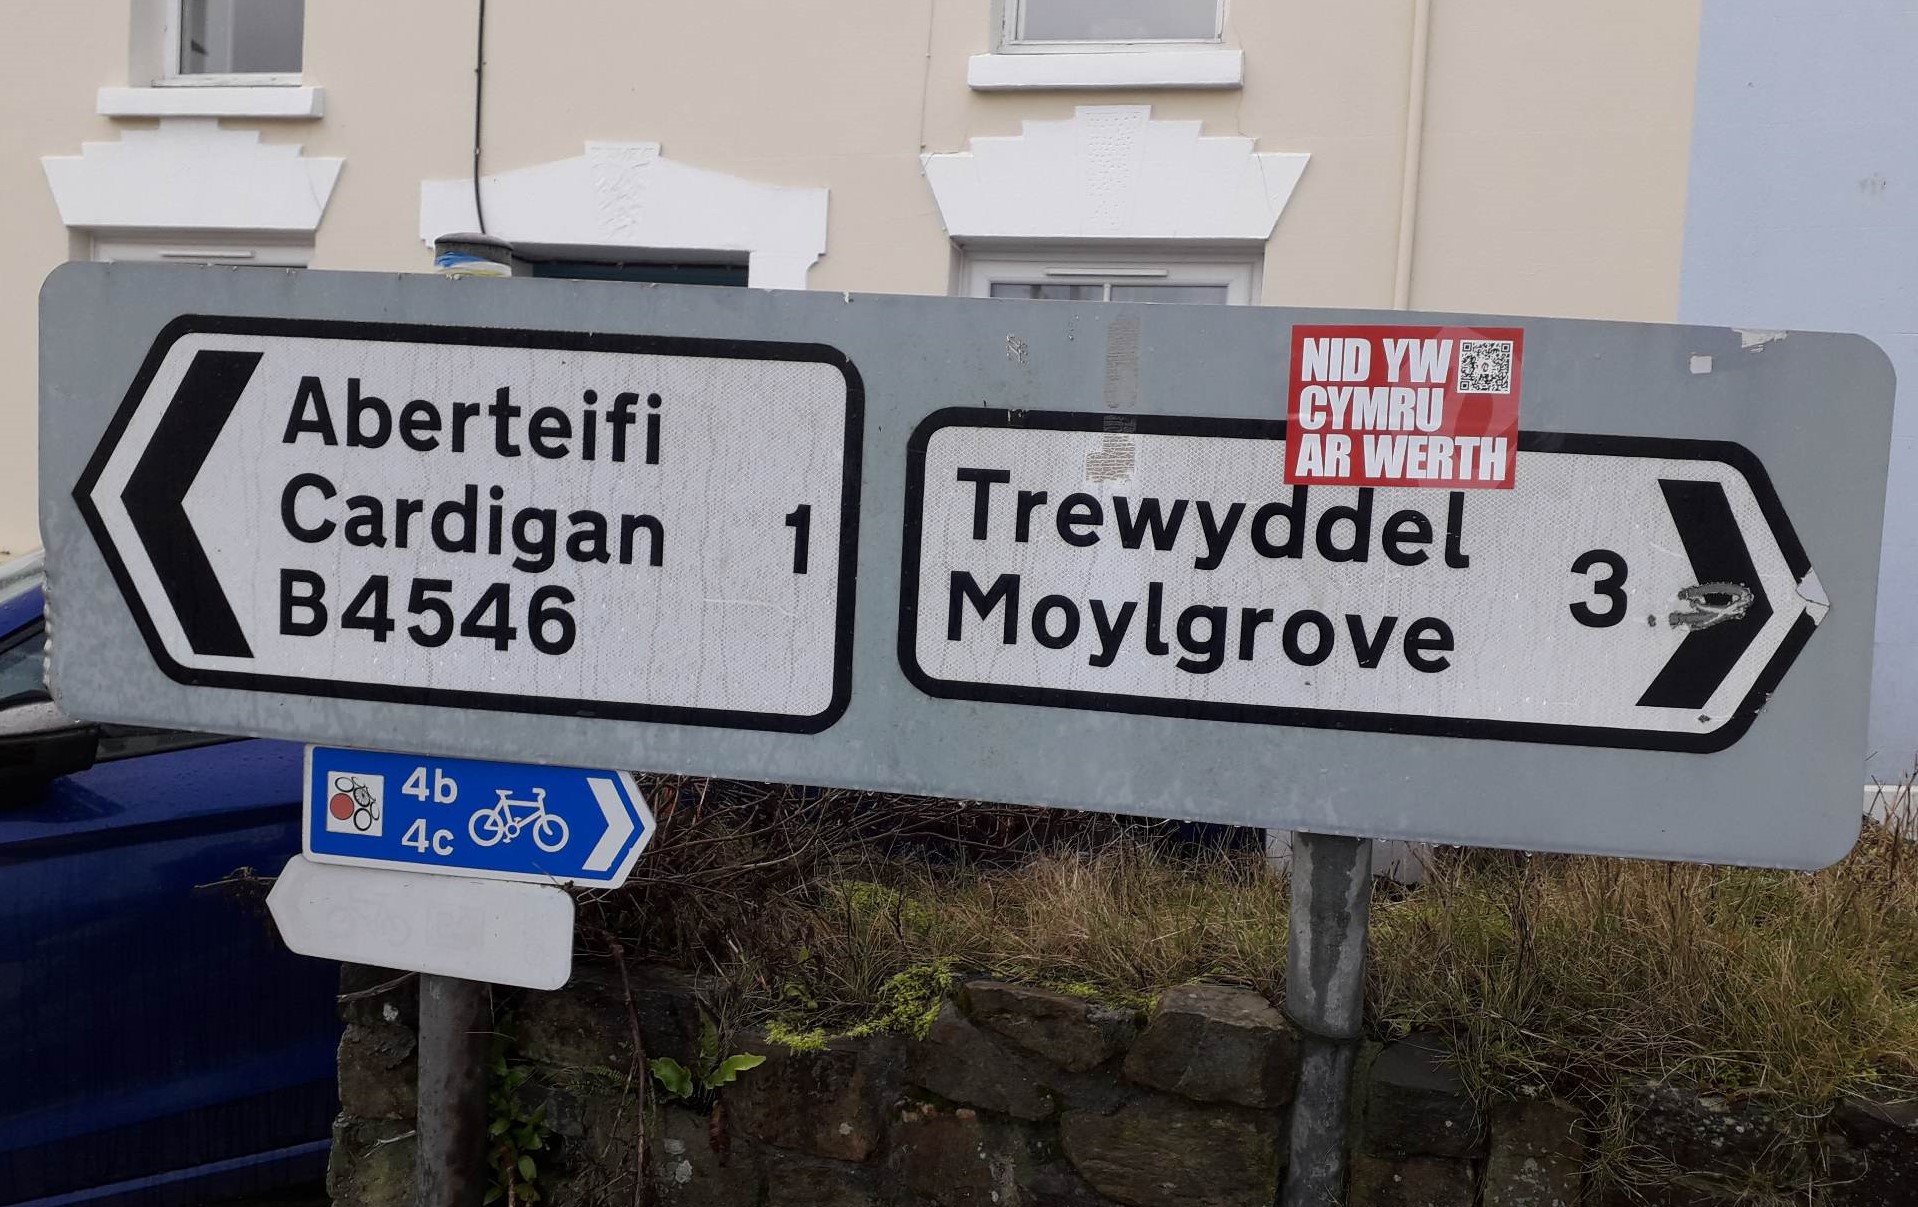 Aberteifi
Cardigan 1
B4546
NID YW
CYMRU
AR WERTH
Trewyddel
Moylgrove 3
4b
4c